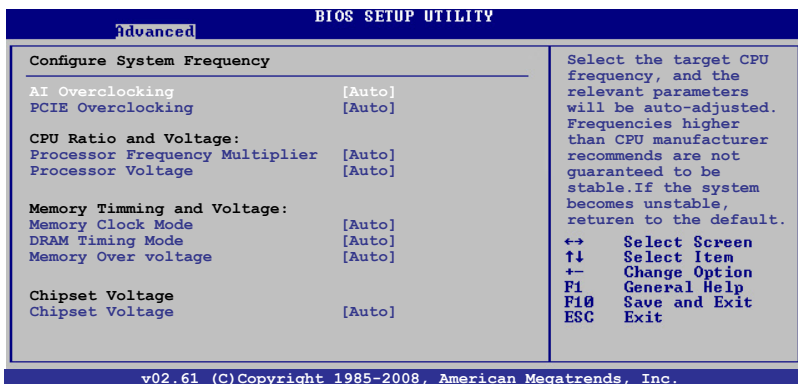 BIOS SETUP UTILITY
Advanced
Configure System Frequency
AI Overclocking [Auto]
PCIE Overclocking [Auto]
CPU Ratio and Voltage:
Processor Frequency Multiplier [Auto]
Processor Voltage [Auto]
Memory Timming and Voltage:
Memory Clock Mode [Auto]
DRAM Timing Mode [Auto]
Memory Over voltage [Auto]
Chipset Voltage
Chipset Voltage [Auto]
Select the target CPU
frequency, and the
relevant parameters
will be auto-adjusted.
Frequencies higher
than CPU manufacturer
recommends are not
guaranteed to be
stable.If the system
becomes unstable,
returen to the default.
↔ Select Screen
↑↓ Select Item
+- Change Option
F1 General Help
F10 Save and Exit
ESC Exit
v02.61 (C)Copyright 1985-2008, American Megatrends, Inc.